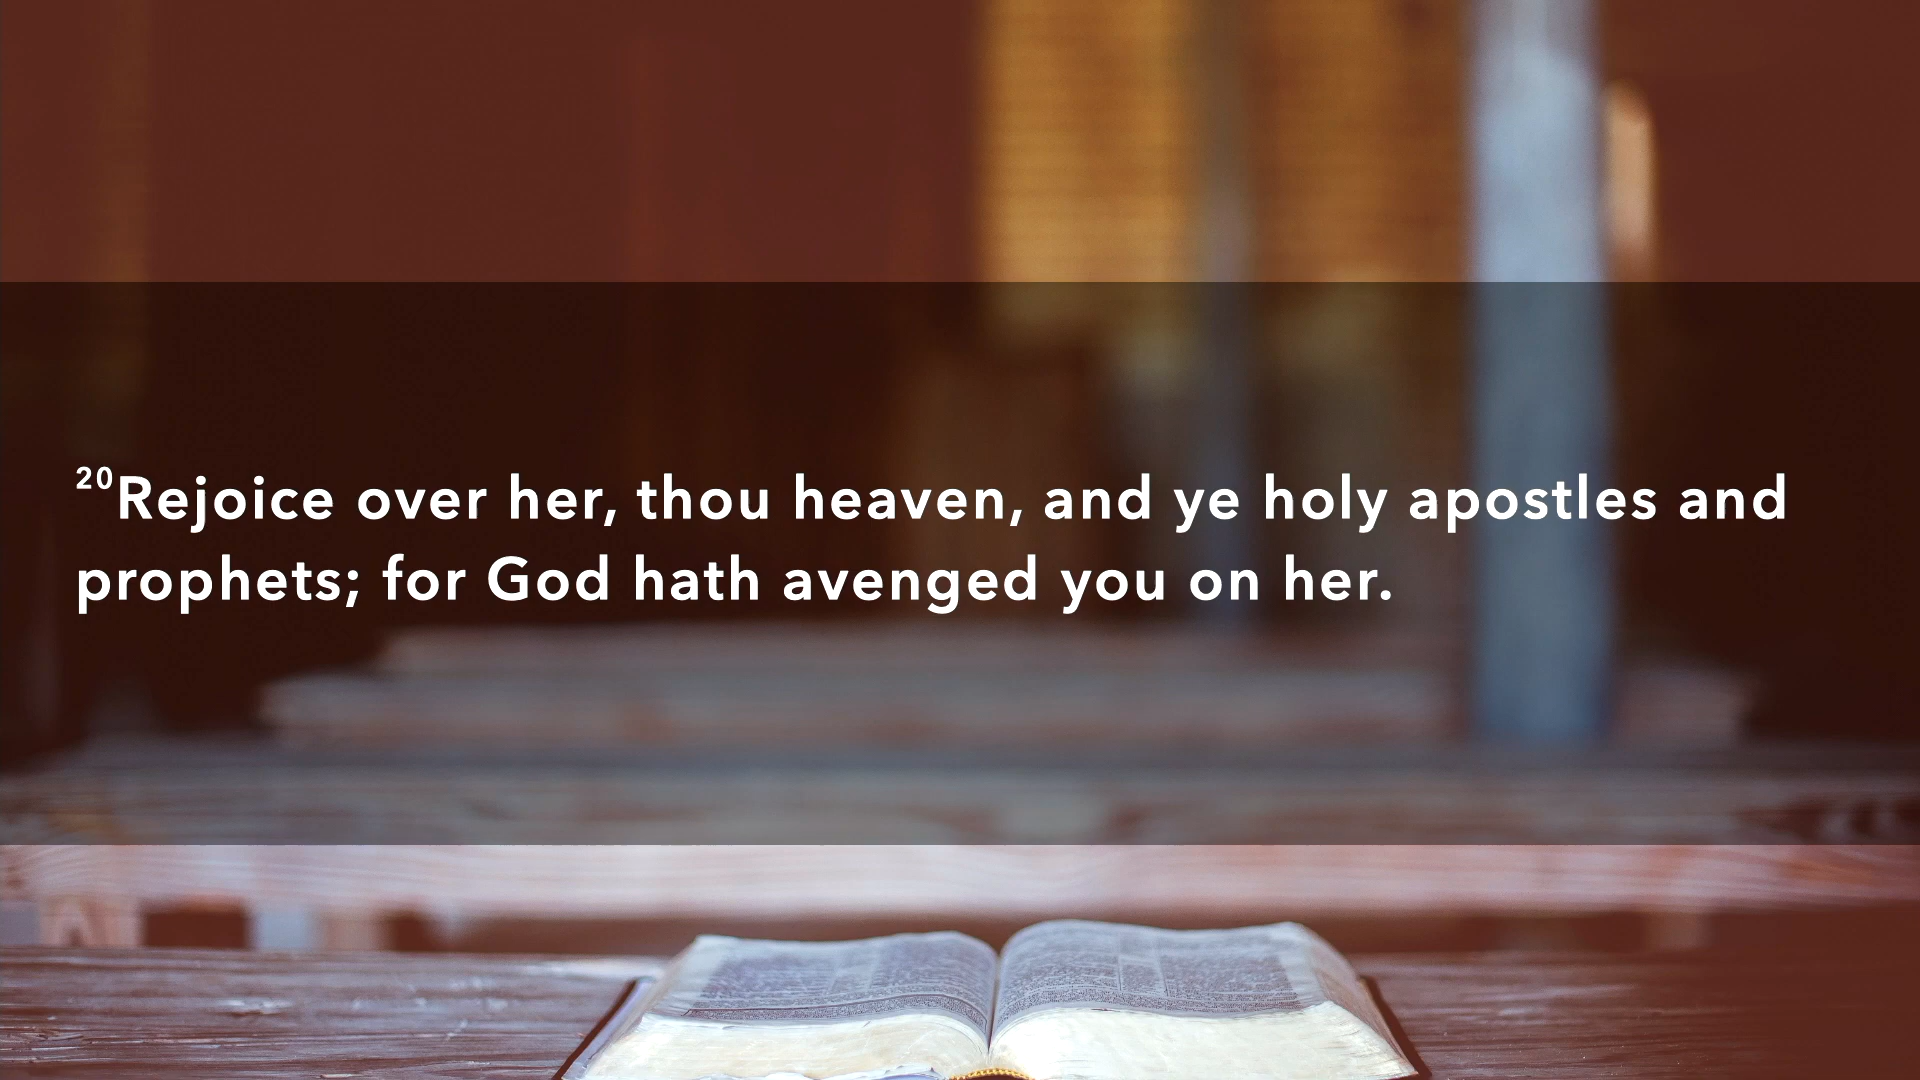 20Rejoice over her, thou heaven, and ye holy apostles and
prophets; for God hath avenged you on her.